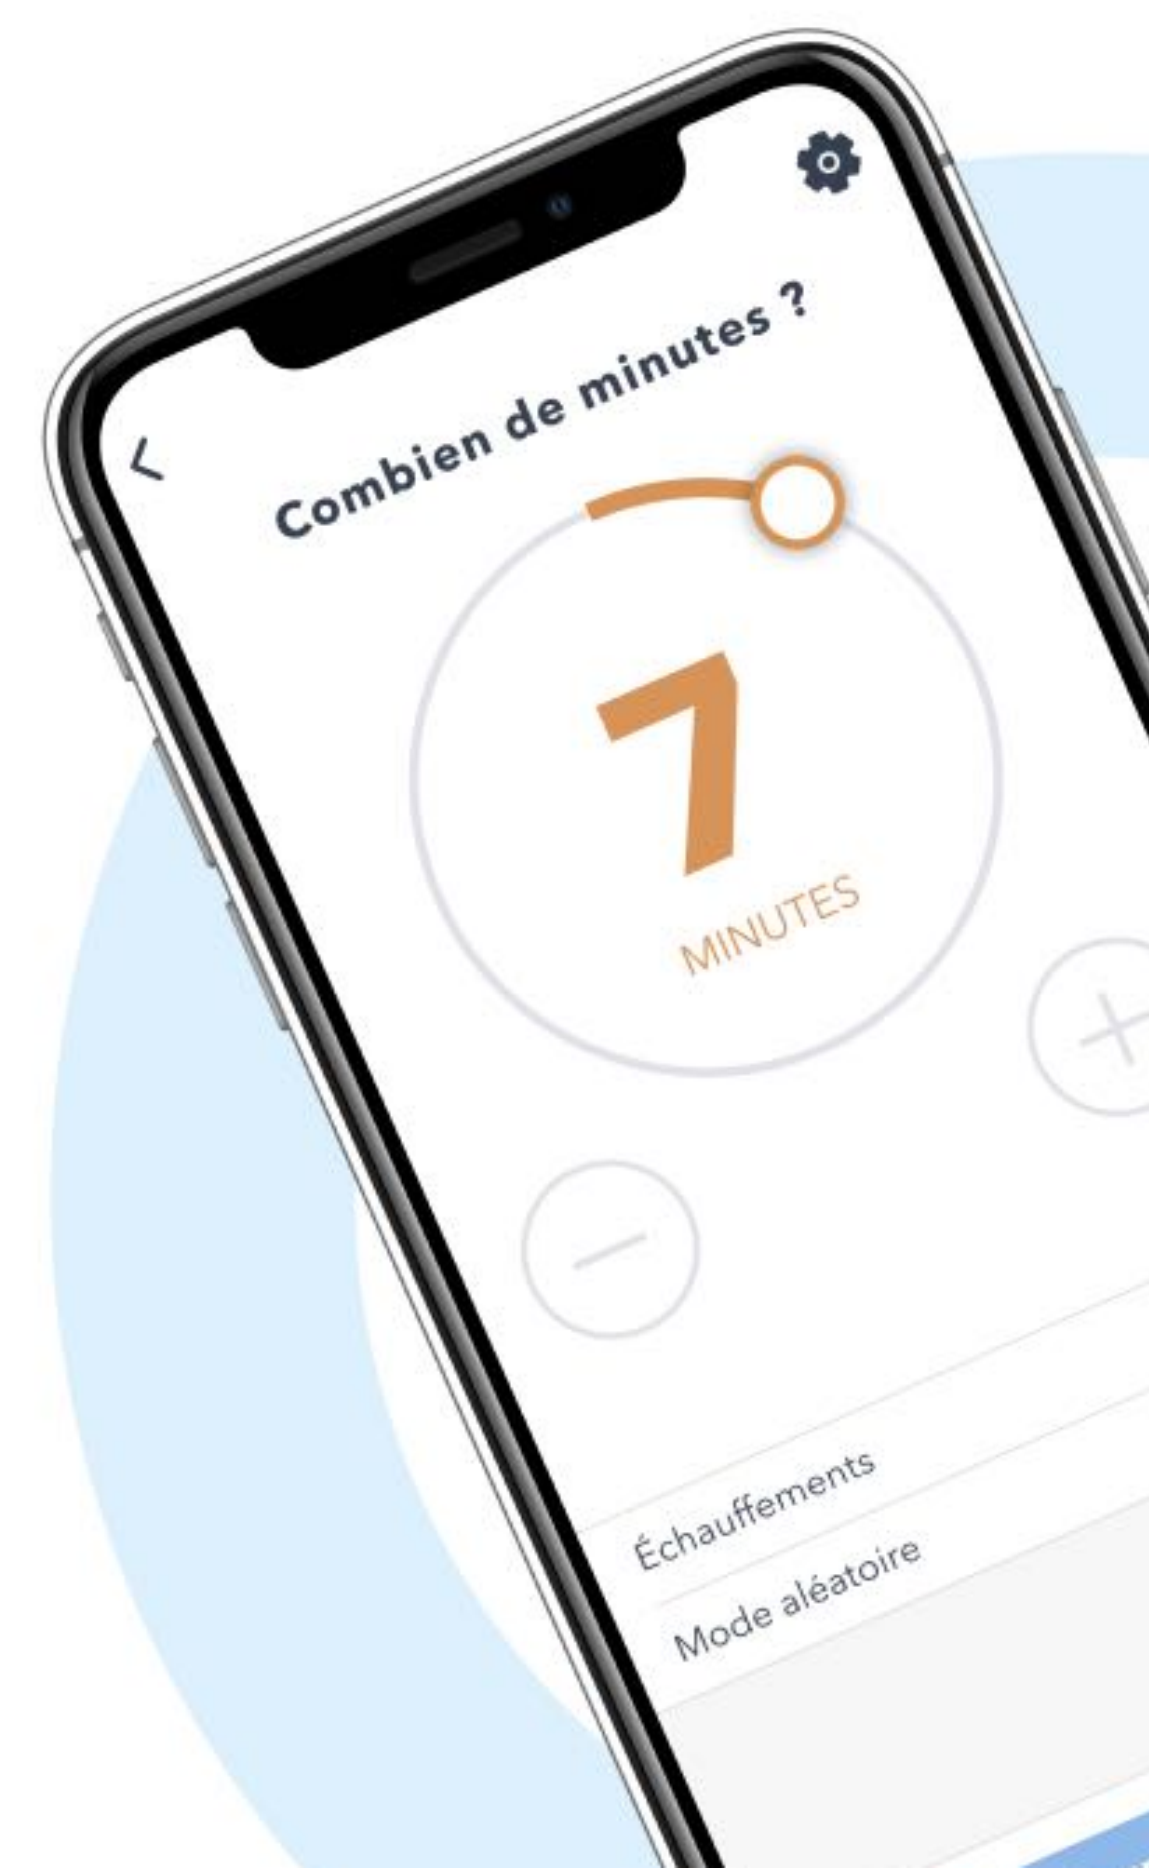 Combien de minutes ?
7
MINUTES
Échauffements
Mode aléatoire